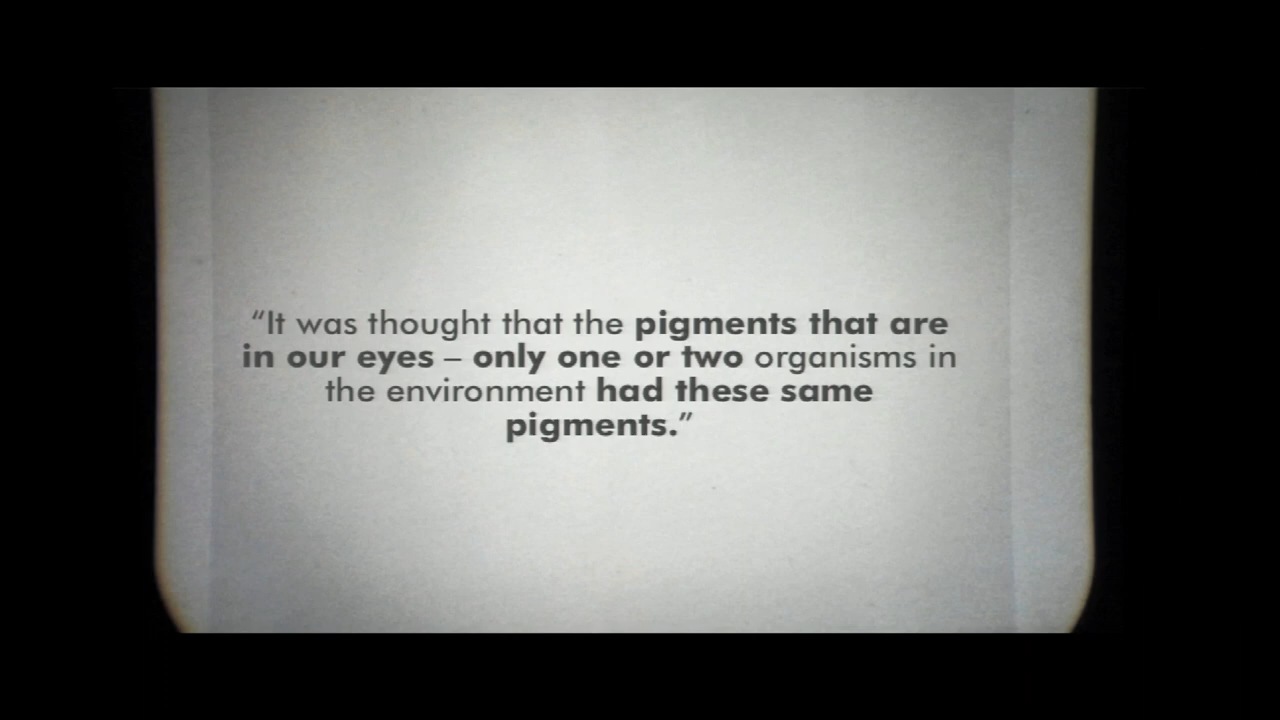 “It was thought that the pigments that are
in our eyes – only one or two organisms in
the environment had these same
pigments.”